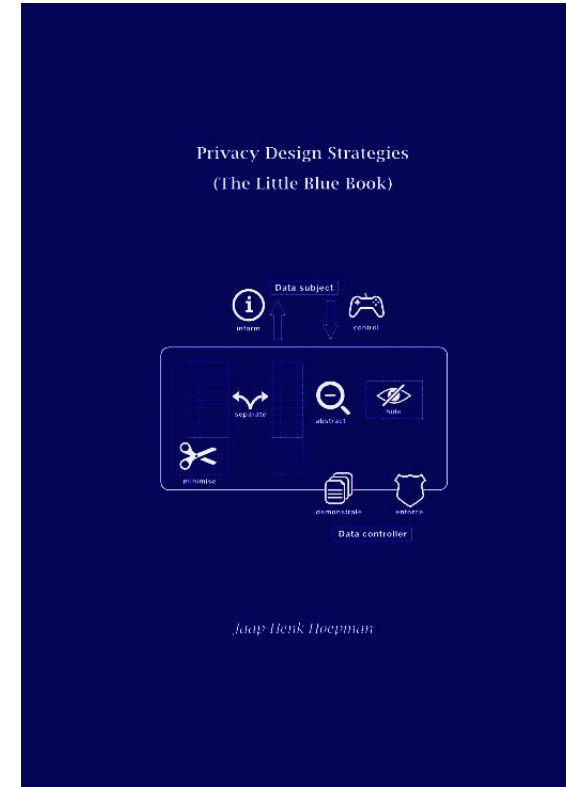 Privacy Design Strategies
(The Little Blue Book)
Data subject
inform
control
separate
abstract
hide
minimise
demonstrate
enforce
Data controller
Jaap-Henk Hoepman